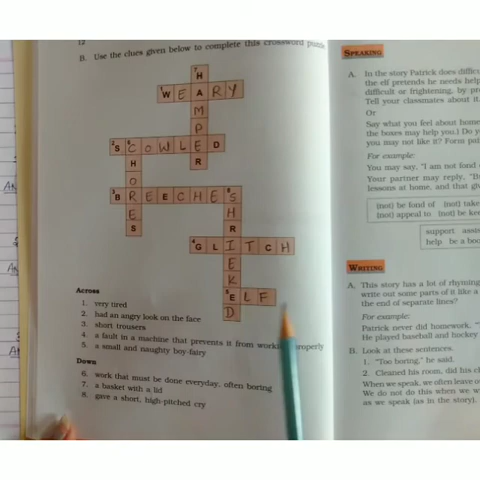 12
B. Use the clues given below to complete this crossword puzzle
7 H
1 W E A R Y
M
P
2 S 6 C O W L E D
H R
O
3 B R E E C H E 8 S
E H
S R
4 G L I T C H
E
K
5 E L F
D
Across
1. very tired
2. had an angry look on the face
3. short trousers
4. a fault in a machine that prevents it from working properly
5. a small and naughty boy-fairy
Down
6. work that must be done everyday, often boring
7. a basket with a lid
8. gave a short, high-pitched cry
SPEAKING
A. In the story Patrick does
the elf pretends he needs help
difficult or frightening, by
Tell your classmates about
Or
Say what you feel about
the boxes may help you.) Do
you may not like it? Form
For example:
You may say, "I am not fond
Your partner may reply,
lessons at home, and that
(not) be fond of (not) take
(not) appeal to (not) be
support
help be a
WRITING
A. This story has a lot of
write out some parts of it like a
the end of separate lines?
For example:
Patrick never did homework.
He played baseball and hockey
B. Look at these sentences.
1. "Too boring," he said.
2. Cleaned his room, did his
When we speak, we often leave
We do not do this when we
as we speak (as in the story).